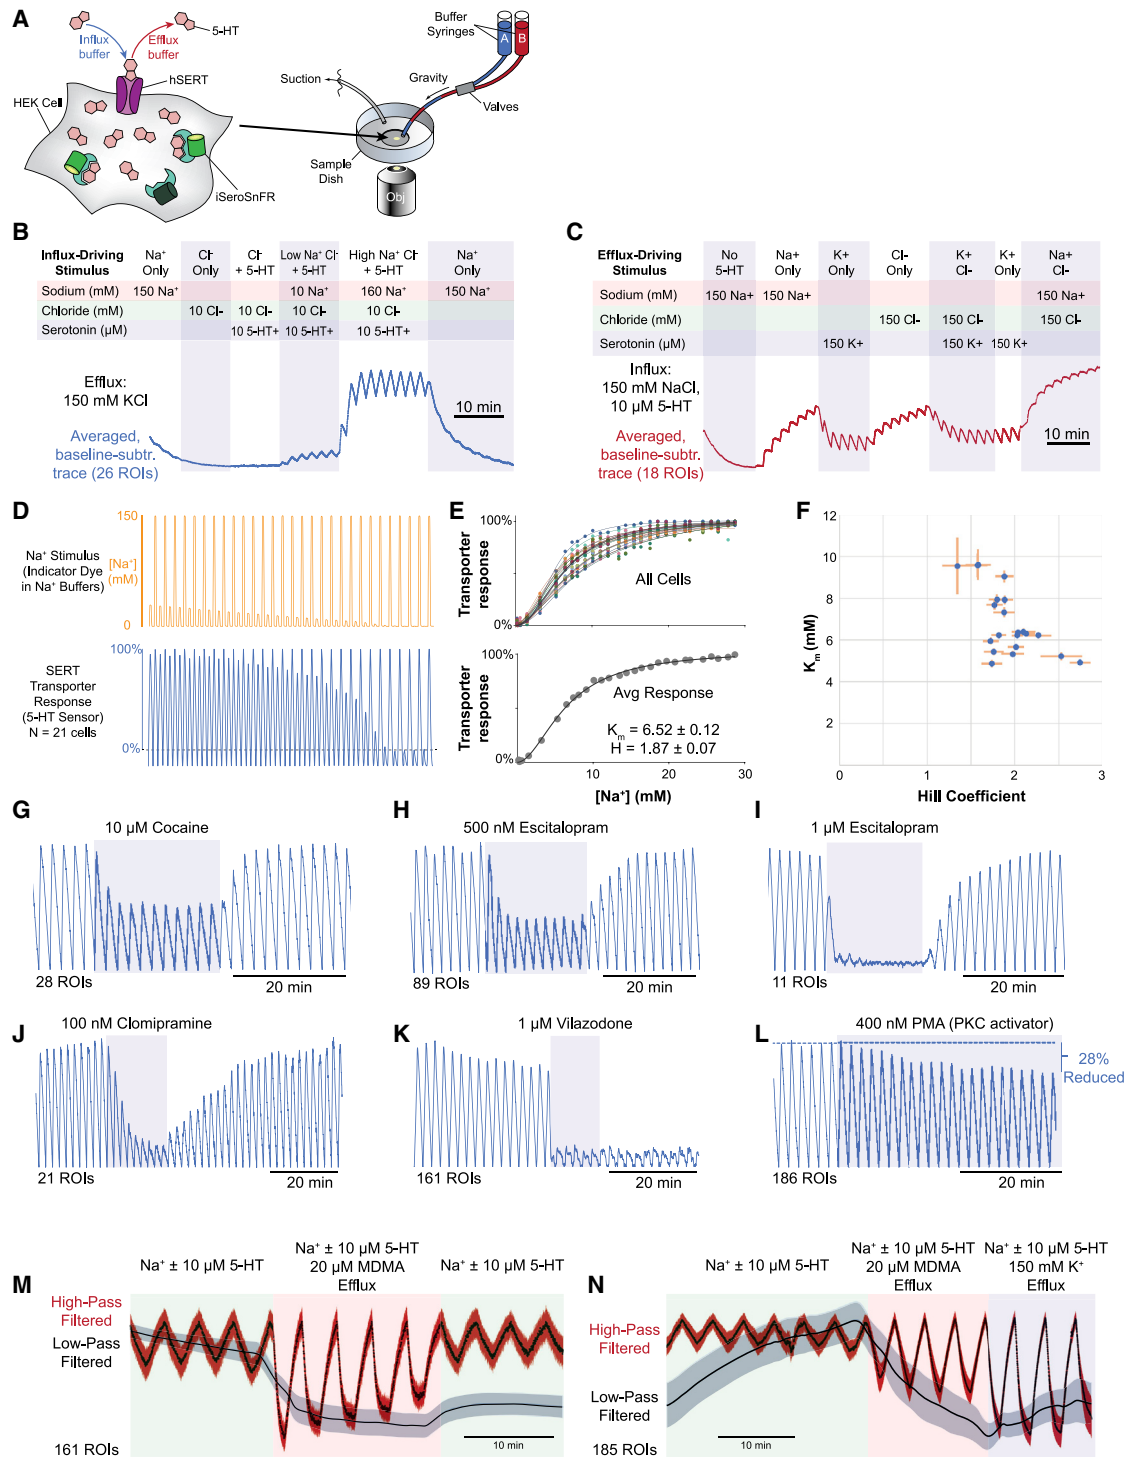 A
Influx
buffer
Efflux
buffer
5-HT
hSERT
HEK Cell
iSeroSnFR
Buffer
Syringes
A
B
Gravity
Suction
Valves
Sample
Dish
Obj
B
Influx-Driving
Stimulus
Na⁺
Only
Cl⁻
Only
Cl⁻
+ 5-HT
Low Na⁺ Cl⁻
+ 5-HT
High Na⁺ Cl⁻
+ 5-HT
Na⁺
Only
Sodium (mM) 150 Na⁺ 10 Na⁺ 160 Na⁺ 150 Na⁺
Chloride (mM) 10 Cl- 10 Cl- 10 Cl- 10 Cl-
Serotonin (µM) 10 5-HT+ 10 5-HT+ 10 5-HT+
Efflux:
150 mM KCl
Averaged,
baseline-subtr.
trace (26 ROIs)
10 min
C
Efflux-Driving
Stimulus
No
5-HT
Na+
Only
K+
Only
Cl-
Only
K+
Cl-
K+
Only
Na+
Cl-
Sodium (mM) 150 Na+ 150 Na+ 150 Na+
Chloride (mM) 150 Cl- 150 Cl- 150 Cl-
Serotonin (µM) 150 K+ 150 K+ 150 K+
Influx:
150 mM NaCl,
10 µM 5-HT
Averaged,
baseline-subtr.
trace (18 ROIs)
10 min
D
Na⁺ Stimulus
(Indicator Dye
in Na⁺ Buffers)
150
[Na⁺]
(mM)
0
SERT
Transporter
Response
(5-HT Sensor)
N = 21 cells
100%
0%
E
Transporter
response
100%
0%
All Cells
Transporter
response
100%
0%
Avg Response
Kₘ = 6.52 ± 0.12
H = 1.87 ± 0.07
10 20 30
[Na⁺] (mM)
F
Kₘ (mM)
12
10
8
6
4
2
0 1 2 3
Hill Coefficient
G
10 µM Cocaine
28 ROIs
20 min
H
500 nM Escitalopram
89 ROIs
20 min
I
1 µM Escitalopram
11 ROIs
20 min
J
100 nM Clomipramine
21 ROIs
20 min
K
1 µM Vilazodone
161 ROIs
20 min
L
400 nM PMA (PKC activator)
28%
Reduced
186 ROIs
20 min
M
Na⁺ ± 10 µM 5-HT
Na⁺ ± 10 µM 5-HT
20 µM MDMA
Efflux
Na⁺ ± 10 µM 5-HT
High-Pass
Filtered
Low-Pass
Filtered
161 ROIs
10 min
N
Na⁺ ± 10 µM 5-HT
Na⁺ ± 10 µM 5-HT
20 µM MDMA
Efflux
Na⁺ ± 10 µM 5-HT
150 mM K⁺
Efflux
High-Pass
Filtered
Low-Pass
Filtered
185 ROIs
10 min